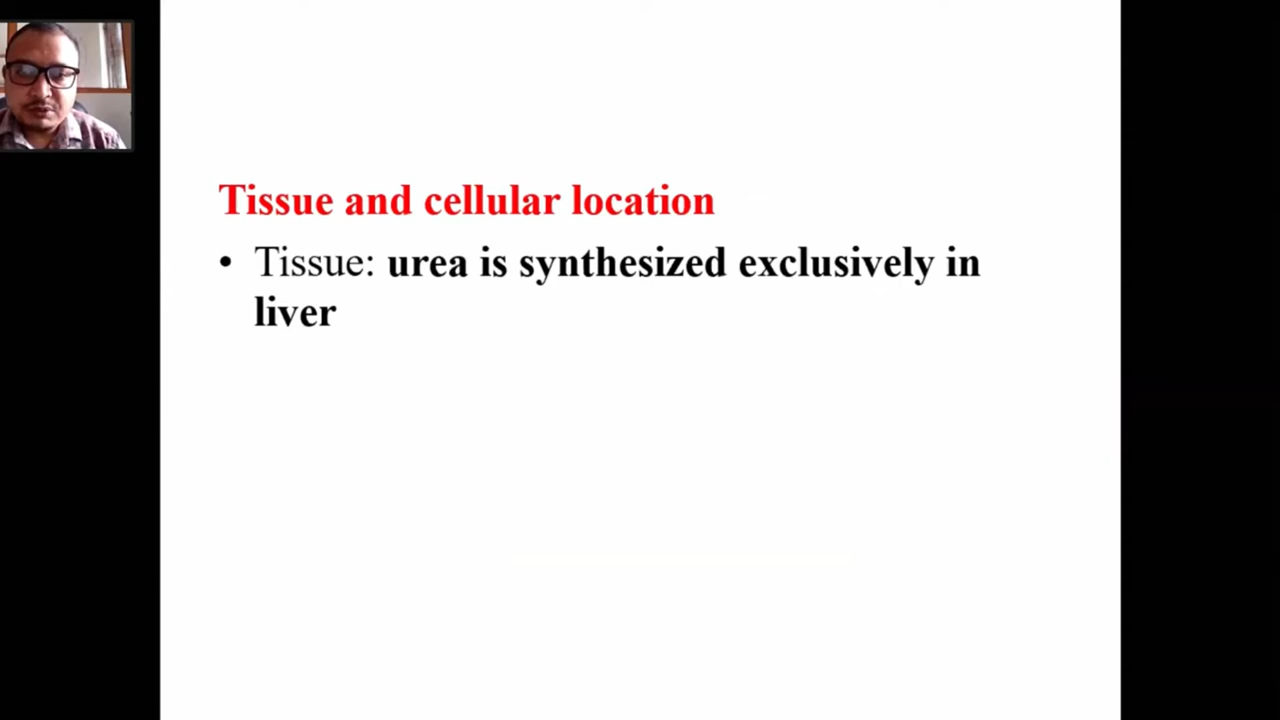 Tissue and cellular location
• Tissue: urea is synthesized exclusively in
liver